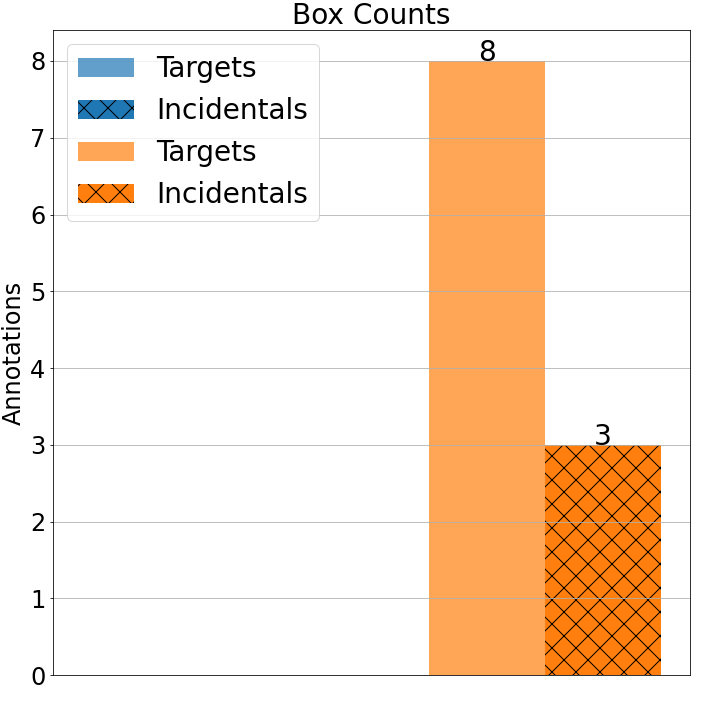 Box Counts
8
Targets
Incidentals
Targets
Incidentals
3
Annotations
8
7
6
5
4
3
2
1
0